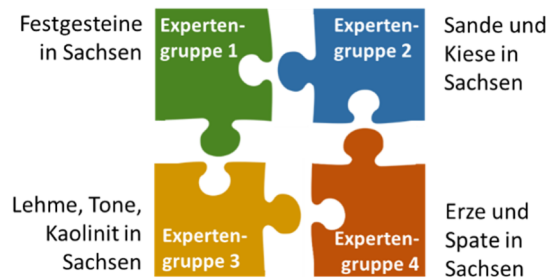 Festgesteine
in Sachsen
Experten-
gruppe 1
Experten-
gruppe 2
Sande und
Kiese in
Sachsen
Lehme, Tone,
Kaolinit in
Sachsen
Experten-
gruppe 3
Experten-
gruppe 4
Erze und
Spate in
Sachsen